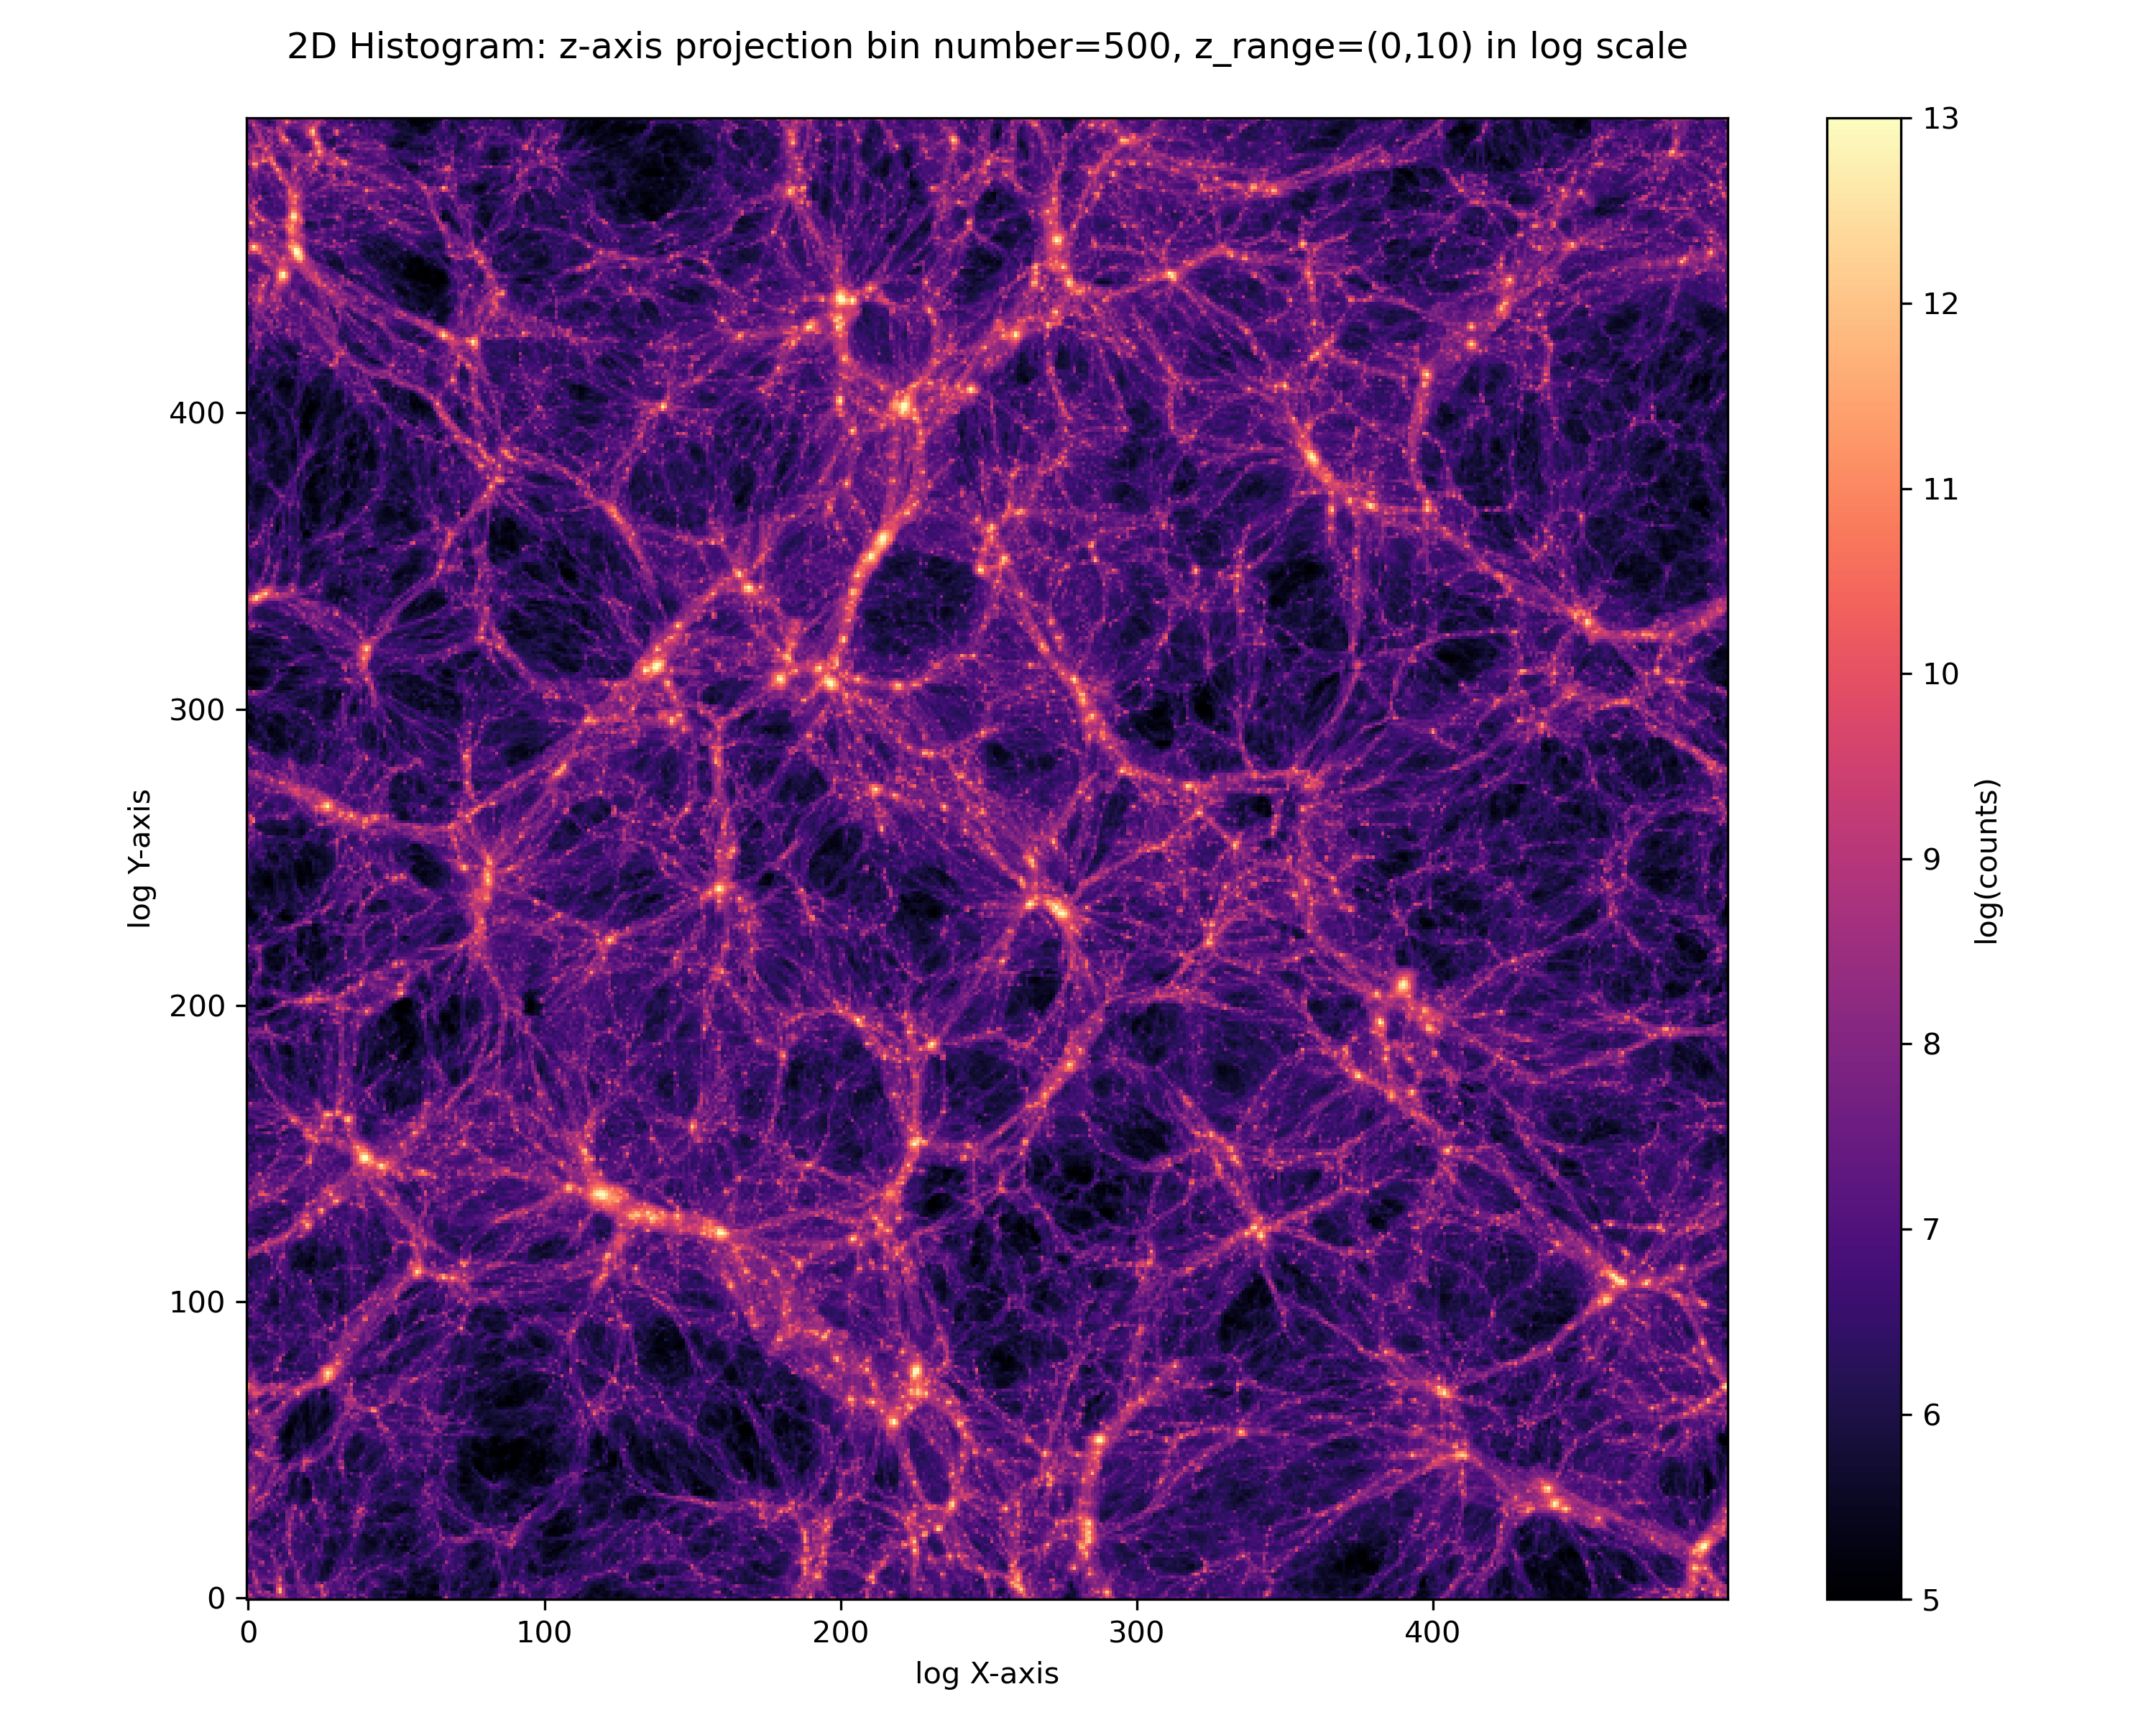 2D Histogram: z-axis projection bin number=500, z_range=(0,10) in log scale
13
12
11
10
9
8
7
6
5
log(counts)
400
300
200
100
0
log Y-axis
0 100 200 300 400
log X-axis